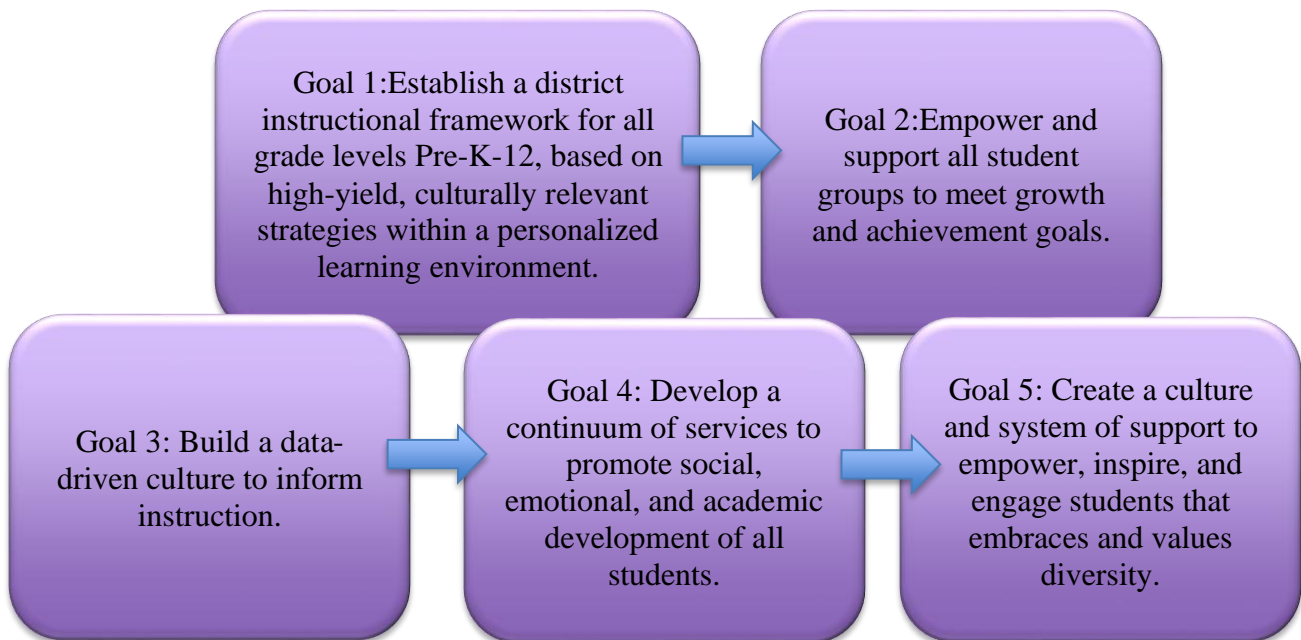 Goal 1:Establish a district
instructional framework for all
grade levels Pre-K-12, based on
high-yield, culturally relevant
strategies within a personalized
learning environment.
Goal 2:Empower and
support all student
groups to meet growth
and achievement goals.
Goal 3: Build a data-
driven culture to inform
instruction.
Goal 4: Develop a
continuum of services to
promote social,
emotional, and academic
development of all
students.
Goal 5: Create a culture
and system of support to
empower, inspire, and
engage students that
embraces and values
diversity.